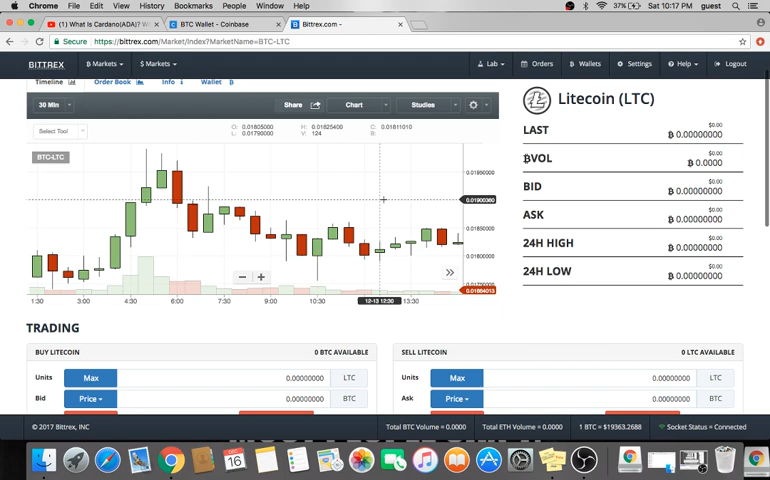 Chrome File Edit View History Bookmarks People Window Help 37% Sat 10:17 PM guest
(1) What Is Cardano(ADA)? W
BTC Wallet - Coinbase
Bittrex.com -
Secure https://bittrex.com/Market/Index?MarketName=BTC-LTC
BITTREX ฿ Markets $ Markets Lab Orders Wallets Settings Help Logout
Timeline Order Book Info Wallet
30 Min Share Chart Studies
Select Tool
O: 0.01805000 H: 0.01825400 C: 0.01811010
L: 0.01790000 V: 124
BTC-LTC
0.01950000
0.01900360
0.01850000
0.01800000
0.01750000
0.01864013
1:30 3:00 4:30 6:00 7:30 9:00 10:30 12-13 12:30 13:30
Litecoin (LTC)
LAST $0.00
฿ 0.00000000
฿VOL $0.00
฿ 0.0000
BID $0.00
฿ 0.00000000
ASK $0.00
฿ 0.00000000
24H HIGH $0.00
฿ 0.00000000
24H LOW $0.00
฿ 0.00000000
TRADING
BUY LITECOIN 0 BTC AVAILABLE
Units Max 0.00000000 LTC
Bid Price 0.00000000 BTC
SELL LITECOIN 0 LTC AVAILABLE
Units Max 0.00000000 LTC
Ask Price 0.00000000 BTC
© 2017 Bittrex, INC Total BTC Volume = 0.0000 Total ETH Volume = 0.0000 1 BTC = $19363.2688 Socket Status = Connected
DEC
16